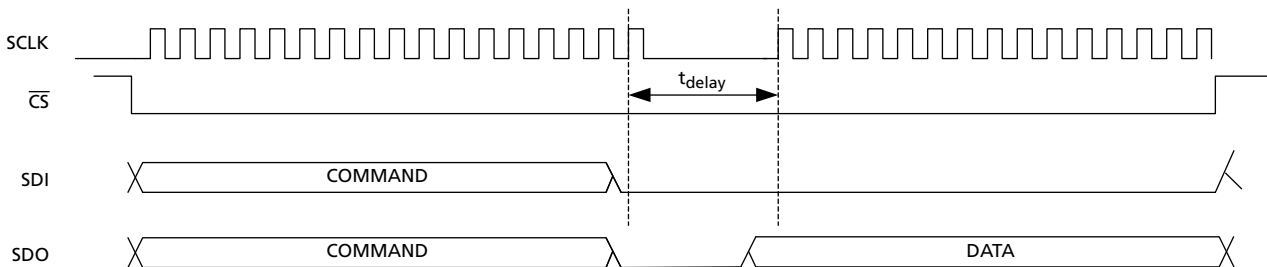 SCLK
t_delay
CS
SDI COMMAND
SDO COMMAND DATA